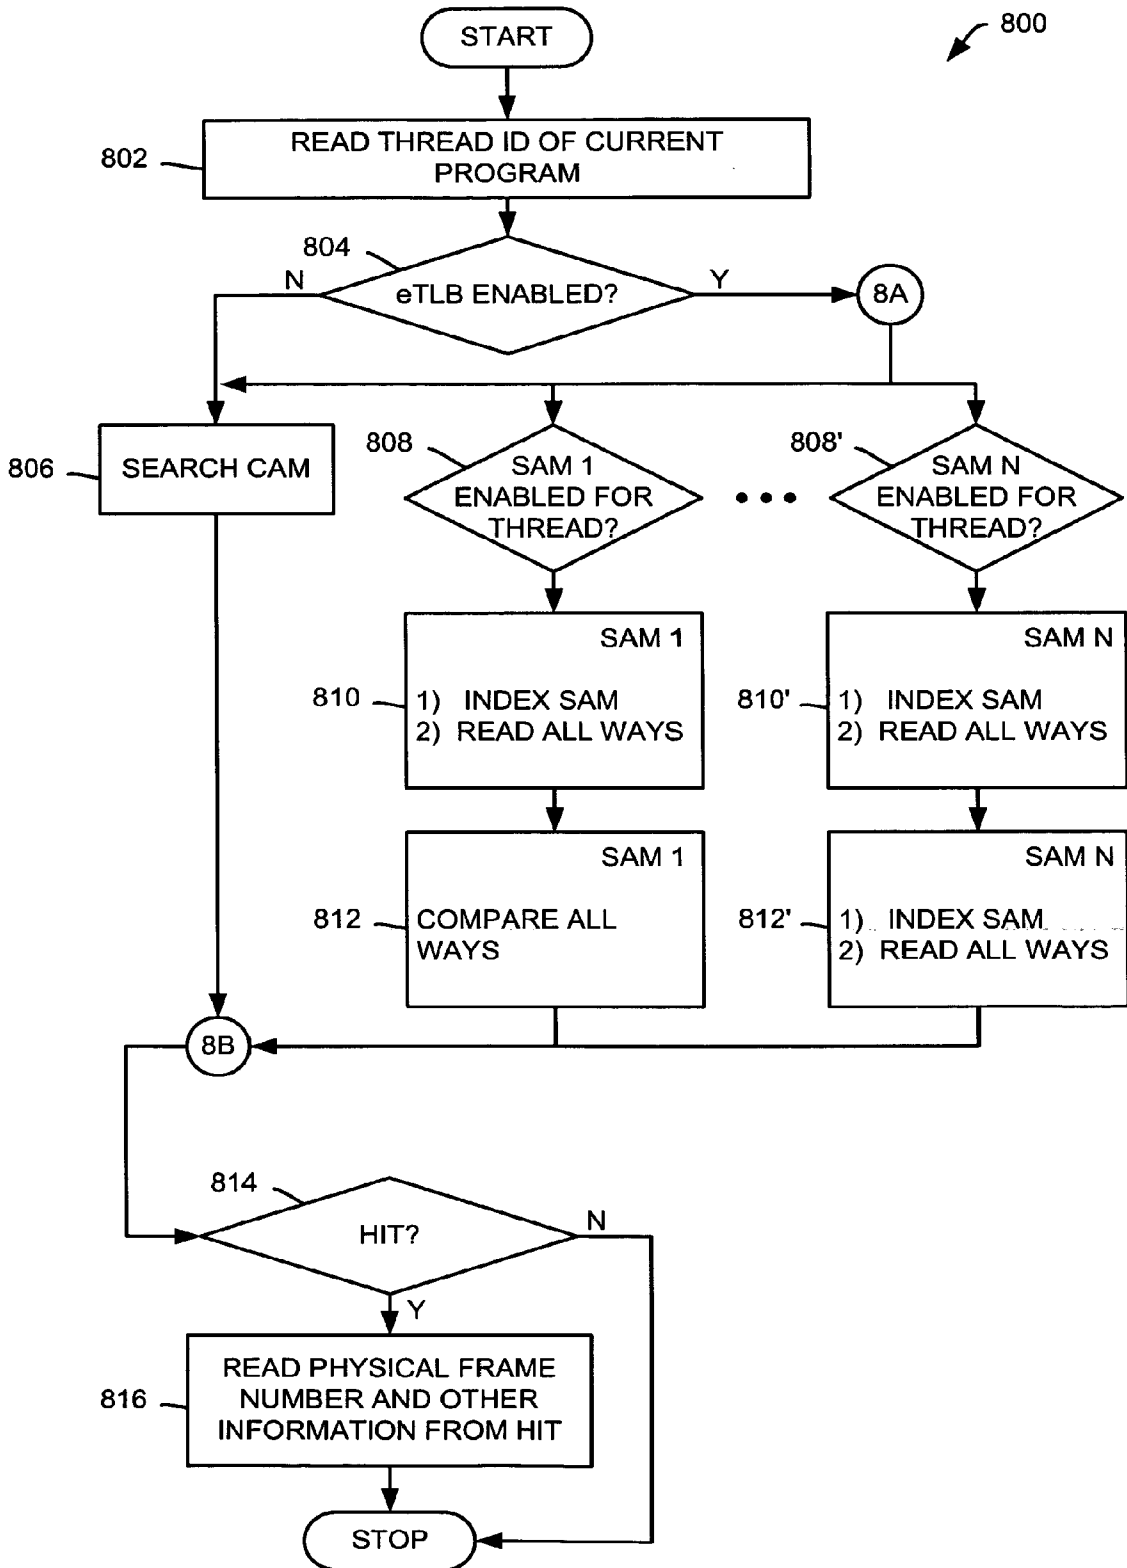 START
800
802
READ THREAD ID OF CURRENT
PROGRAM
804
N
eTLB ENABLED?
Y
8A
806
SEARCH CAM
808
SAM 1
ENABLED FOR
THREAD?
808'
SAM N
ENABLED FOR
THREAD?
810
SAM 1
1) INDEX SAM
2) READ ALL WAYS
810'
SAM N
1) INDEX SAM
2) READ ALL WAYS
812
SAM 1
COMPARE ALL
WAYS
812'
SAM N
1) INDEX SAM
2) READ ALL WAYS
8B
814
HIT?
N
Y
816
READ PHYSICAL FRAME
NUMBER AND OTHER
INFORMATION FROM HIT
STOP